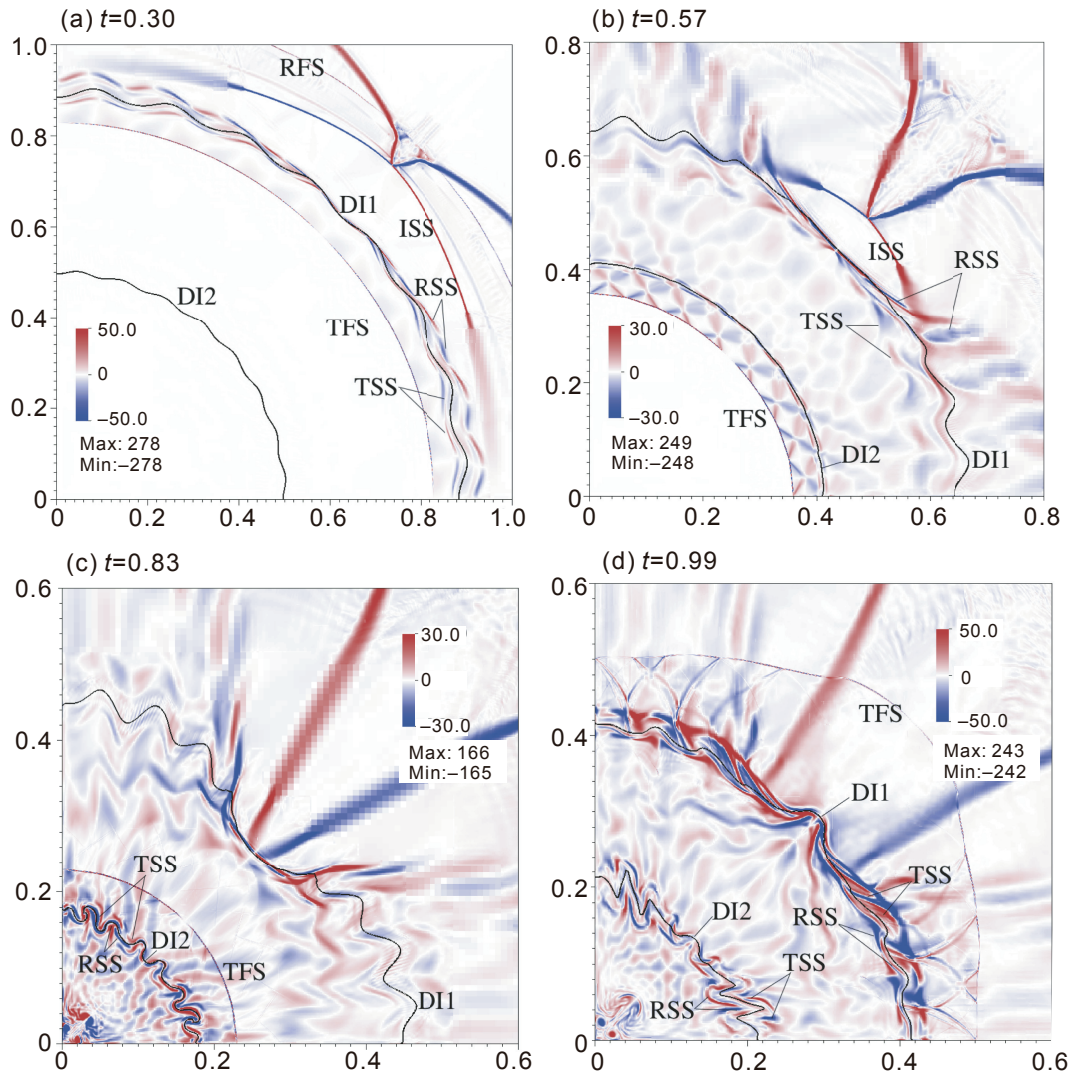 (a) t=0.30
1.0
0.8
0.6
0.4
0.2
0
0
0.2
0.4
0.6
0.8
1.0
RFS
DI1
ISS
RSS
DI2
TFS
TSS
50.0
0
−50.0
Max: 278
Min:−278
(b) t=0.57
0.8
0.6
0.4
0.2
0
0
0.2
0.4
0.6
0.8
ISS
RSS
TSS
TFS
DI2
DI1
30.0
0
−30.0
Max: 249
Min:−248
(c) t=0.83
0.6
0.4
0.2
0
0
0.2
0.4
0.6
30.0
0
−30.0
Max: 166
Min:−165
TSS
DI2
RSS
TFS
DI1
(d) t=0.99
0.6
0.4
0.2
0
0
0.2
0.4
0.6
50.0
0
−50.0
Max: 243
Min:−242
TFS
DI1
TSS
RSS
DI2
TSS
RSS